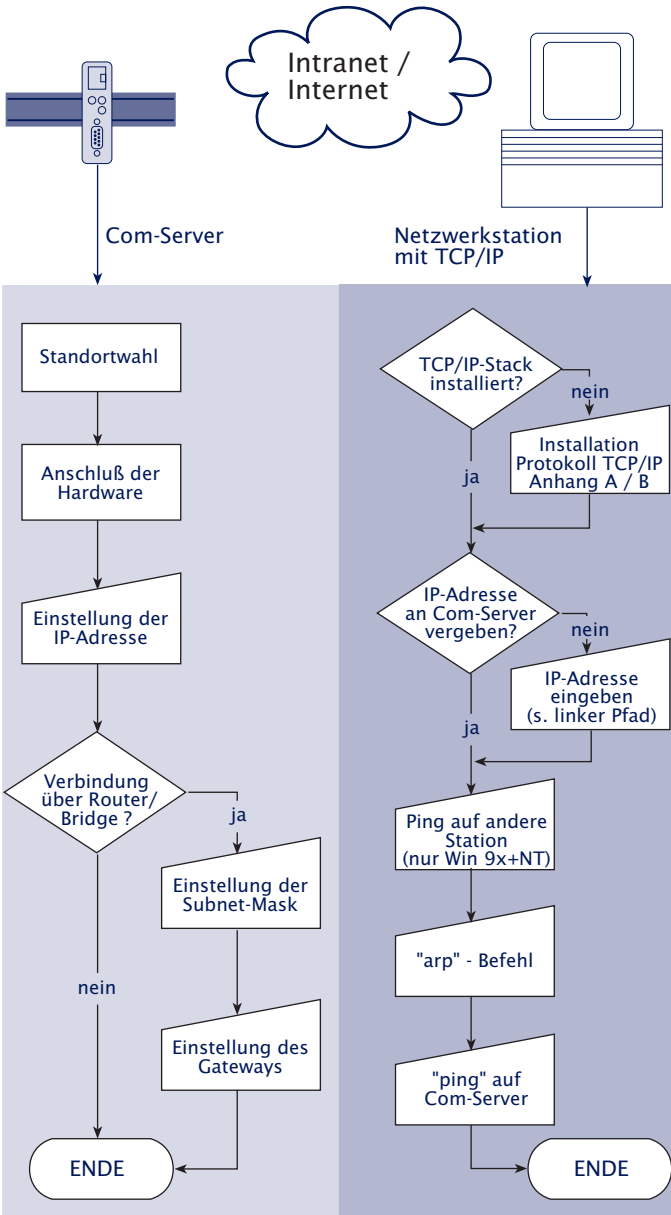 Intranet /
Internet
Com-Server
Netzwerkstation
mit TCP/IP
Standortwahl
Anschluß der
Hardware
Einstellung der
IP-Adresse
Verbindung
über Router/
Bridge ?
ja
nein
Einstellung der
Subnet-Mask
Einstellung des
Gateways
ENDE
TCP/IP-Stack
installiert?
nein
ja
Installation
Protokoll TCP/IP
Anhang A / B
IP-Adresse
an Com-Server
vergeben?
nein
ja
IP-Adresse
eingeben
(s. linker Pfad)
Ping auf andere
Station
(nur Win 9x+NT)
"arp" - Befehl
"ping" auf
Com-Server
ENDE